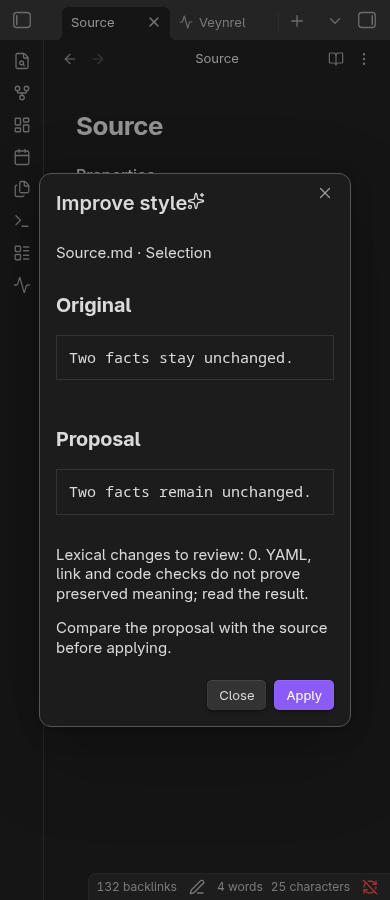 Source
Veynrel
Source
Source
Properties
Improve style
Source.md · Selection
Original
Two facts stay unchanged.
Proposal
Two facts remain unchanged.
Lexical changes to review: 0. YAML,
link and code checks do not prove
preserved meaning; read the result.
Compare the proposal with the source
before applying.
Close
Apply
132 backlinks
4 words
25 characters